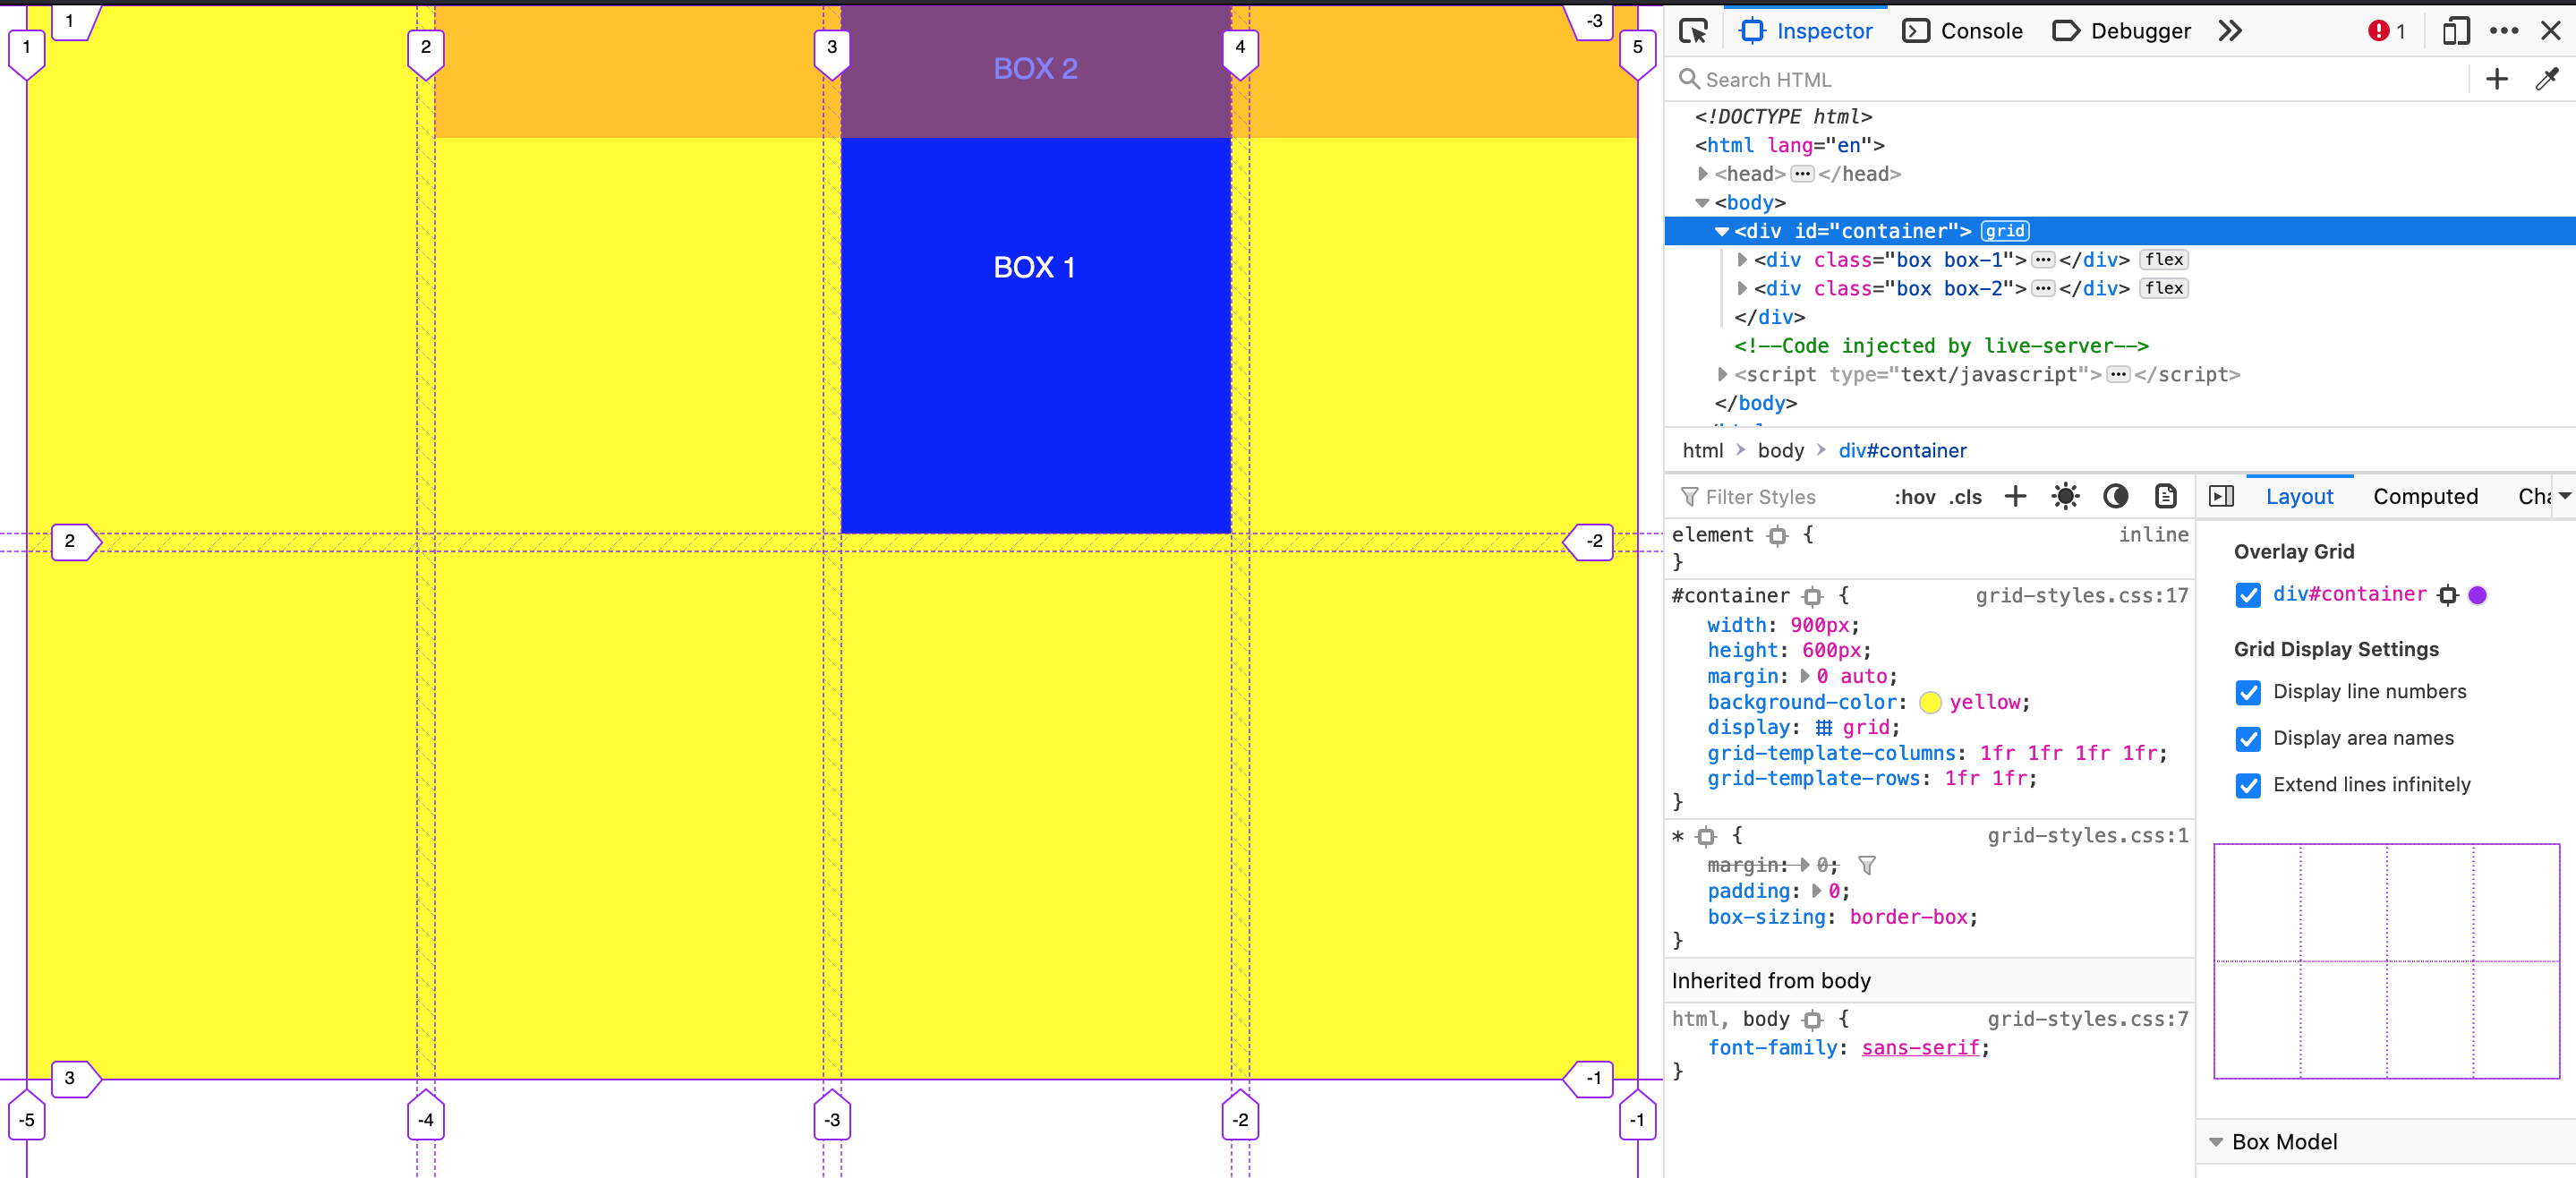 1
-3
1
2
3
4
5
BOX 2
BOX 1
2
-2
3
-1
-5
-4
-3
-2
-1
Inspector
Console
Debugger
1
Search HTML
<!DOCTYPE html>
<html lang="en">
<head> ••• </head>
<body>
<div id="container"> grid
<div class="box box-1"> ••• </div> flex
<div class="box box-2"> ••• </div> flex
</div>
<!--Code injected by live-server-->
<script type="text/javascript"> ••• </script>
</body>
html > body > div#container
Filter Styles
:hov .cls
element {
inline
}
#container {
grid-styles.css:17
width: 900px;
height: 600px;
margin: 0 auto;
background-color: yellow;
display: grid;
grid-template-columns: 1fr 1fr 1fr 1fr;
grid-template-rows: 1fr 1fr;
}
* {
grid-styles.css:1
margin: 0;
padding: 0;
box-sizing: border-box;
}
Inherited from body
html, body {
grid-styles.css:7
font-family: sans-serif;
}
Layout
Computed
Overlay Grid
div#container
Grid Display Settings
Display line numbers
Display area names
Extend lines infinitely
Box Model